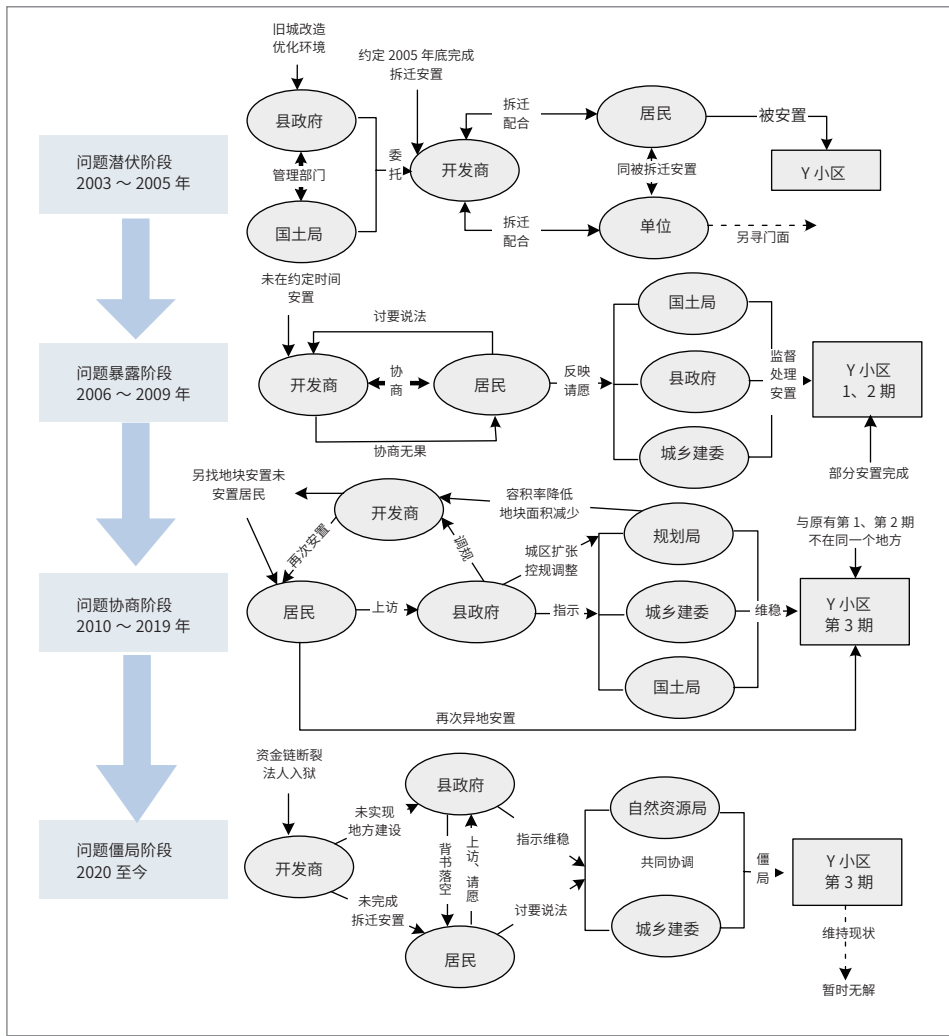 旧城改造
优化环境
约定 2005 年底完成
拆迁安置
县政府
管理部门
国土局
委
托
开发商
拆迁
配合
居民
被安置
Y 小区
同被拆迁安置
拆迁
配合
单位
另寻门面
问题潜伏阶段
2003 ～ 2005 年
未在约定时间
安置
讨要说法
开发商
协
商
居民
协商无果
反映
请愿
国土局
县政府
城乡建委
监督
处理
安置
Y 小区
1、2 期
部分安置完成
问题暴露阶段
2006 ～ 2009 年
另找地块安置未
安置居民
开发商
容积率降低
地块面积减少
再次安置
调规
城区扩张
控规调整
规划局
与原有第 1、第 2 期
不在同一个地方
居民
上访
县政府
指示
城乡建委
维稳
Y 小区
第 3 期
国土局
再次异地安置
问题协商阶段
2010 ～ 2019 年
资金链断裂
法人入狱
开发商
未实现
地方建设
县政府
背书落空
上访、请愿
未完成
拆迁安置
居民
指示维稳
讨要说法
自然资源局
共同协调
城乡建委
僵
局
Y 小区
第 3 期
维持现状
暂时无解
问题僵局阶段
2020 至今